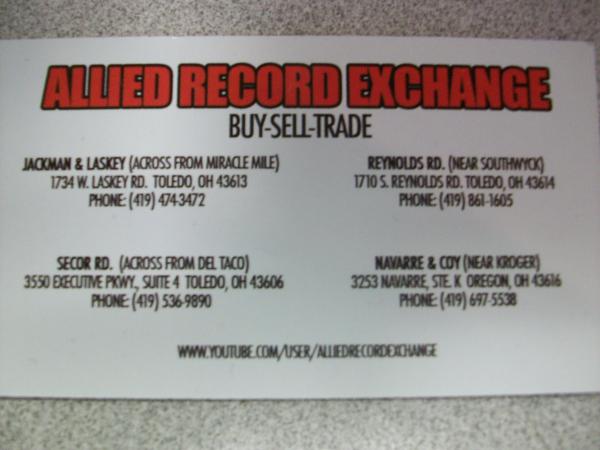 ALLIED RECORD EXCHANGE
BUY-SELL-TRADE
JACKMAN & LASKEY (ACROSS FROM MIRACLE MILE)
1734 W. LASKEY RD. TOLEDO, OH 43613
PHONE: (419) 474-3472
REYNOLDS RD. (NEAR SOUTHWYCK)
1710 S. REYNOLDS RD. TOLEDO, OH 43614
PHONE: (419) 861-1605
SECOR RD. (ACROSS FROM DEL TACO)
3550 EXECUTIVE PKWY., SUITE 4 TOLEDO, OH 43606
PHONE: (419) 536-9890
NAVARRE & COY (NEAR KROGER)
3253 NAVARRE, STE. K OREGON, OH 43616
PHONE: (419) 697-5538
WWW.YOUTUBE.COM/USER/ALLIEDRECORDEXCHANGE